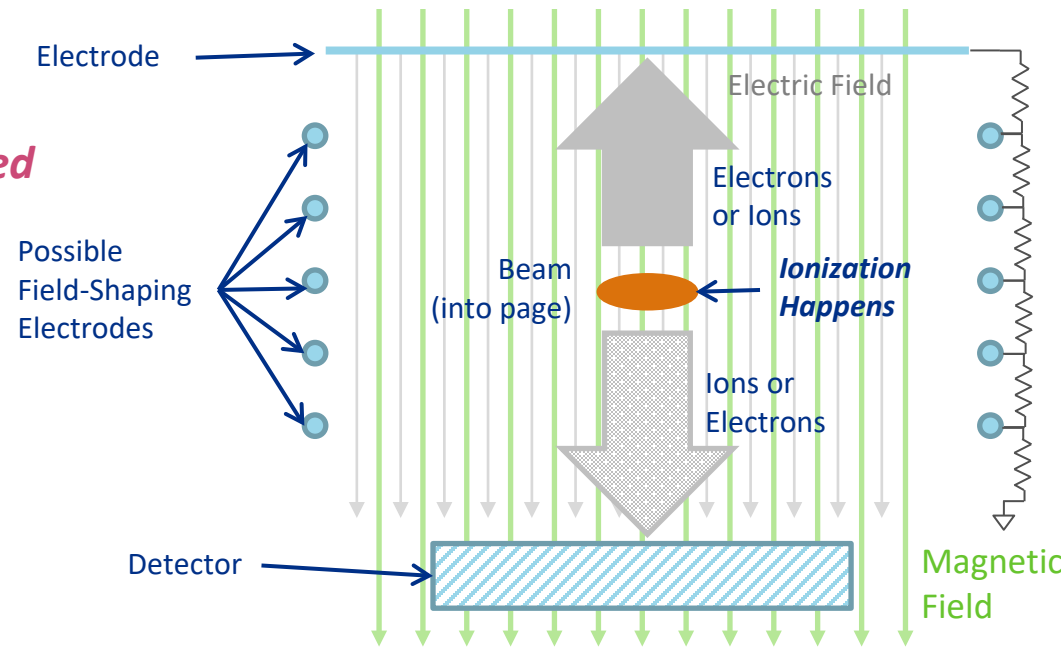 Electrode
Electric Field
ed
Electrons
or Ions
Possible
Field-Shaping
Electrodes
Beam
(into page)
Ionization
Happens
Ions or
Electrons
Detector
Magnetic
Field